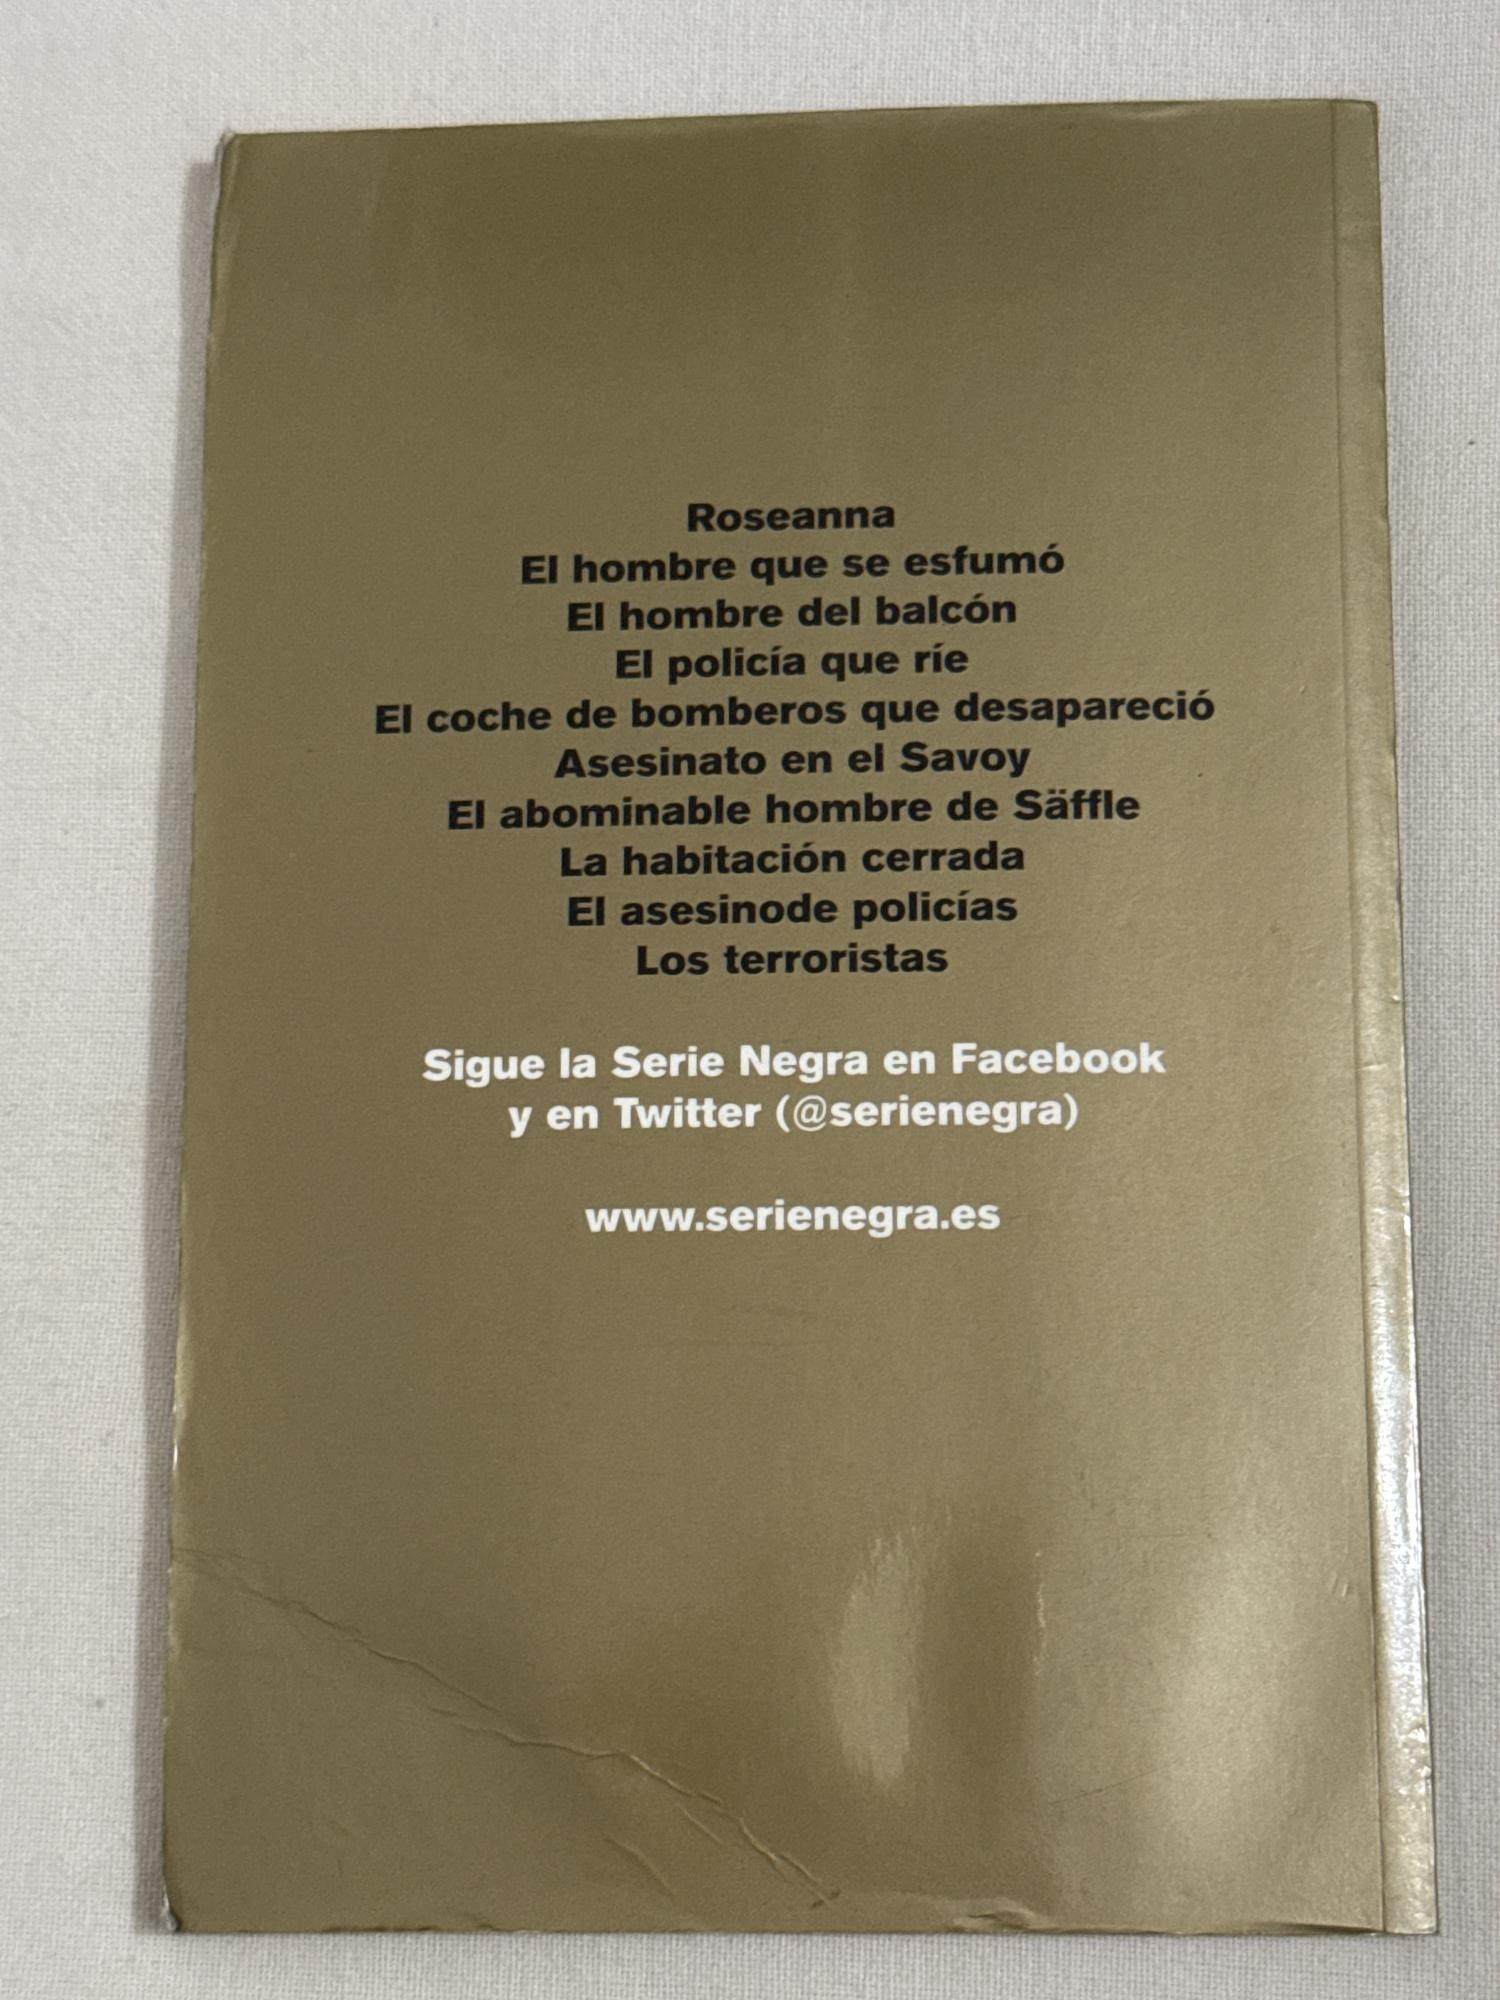 Roseanna
El hombre que se esfumó
El hombre del balcón
El policía que ríe
El coche de bomberos que desapareció
Asesinato en el Savoy
El abominable hombre de Säffle
La habitación cerrada
El asesinode policías
Los terroristas
Sigue la Serie Negra en Facebook
y en Twitter (@serienegra)
www.serienegra.es